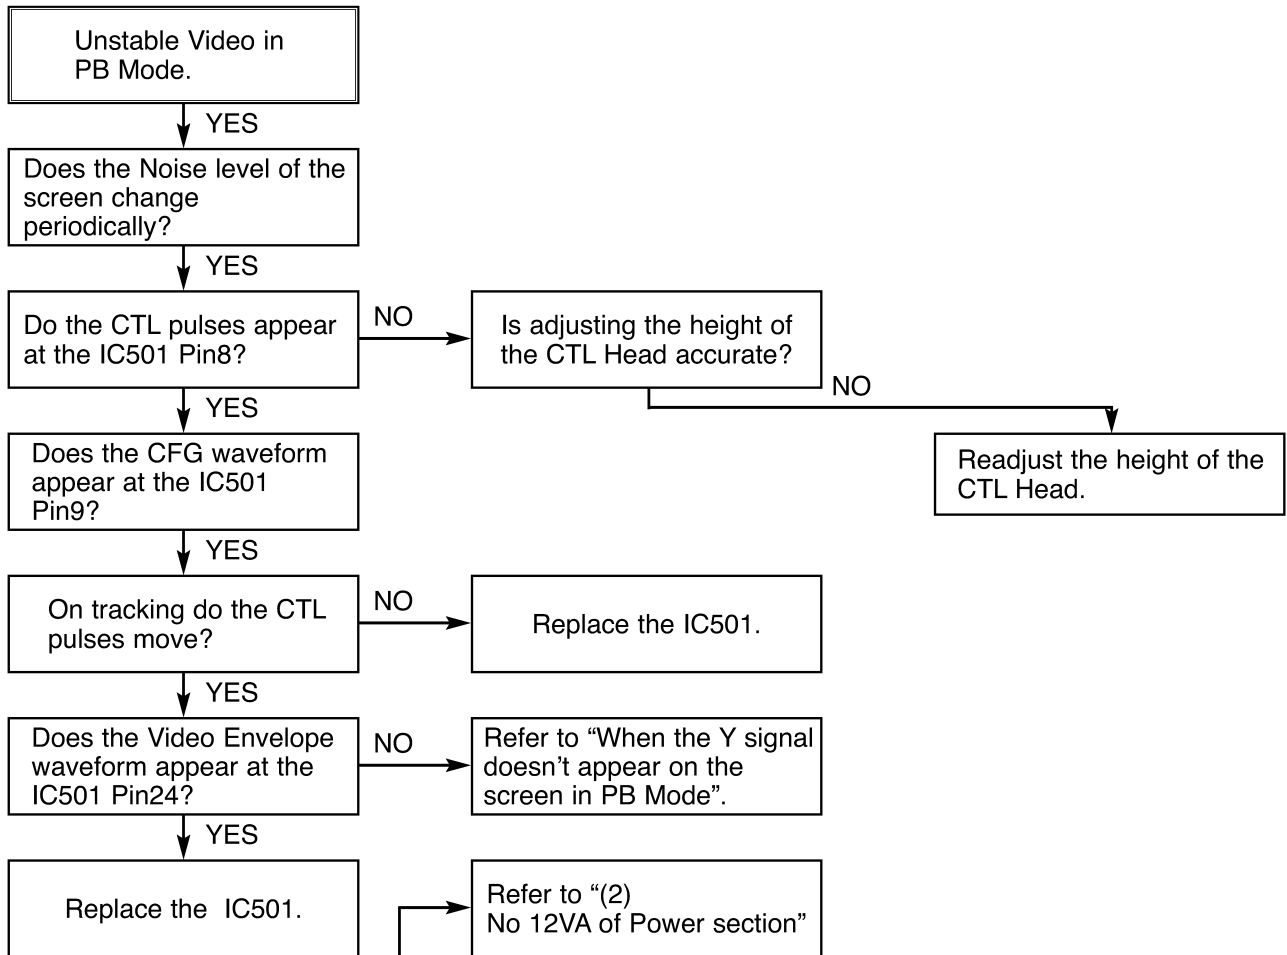 Unstable Video in
PB Mode.
YES
Does the Noise level of the
screen change
periodically?
YES
Do the CTL pulses appear
at the IC501 Pin8?
NO
Is adjusting the height of
the CTL Head accurate?
NO
Readjust the height of the
CTL Head.
YES
Does the CFG waveform
appear at the IC501
Pin9?
YES
On tracking do the CTL
pulses move?
NO
Replace the IC501.
YES
Does the Video Envelope
waveform appear at the
IC501 Pin24?
NO
Refer to “When the Y signal
doesn’t appear on the
screen in PB Mode”.
YES
Replace the  IC501.
Refer to “(2)
No 12VA of Power section”